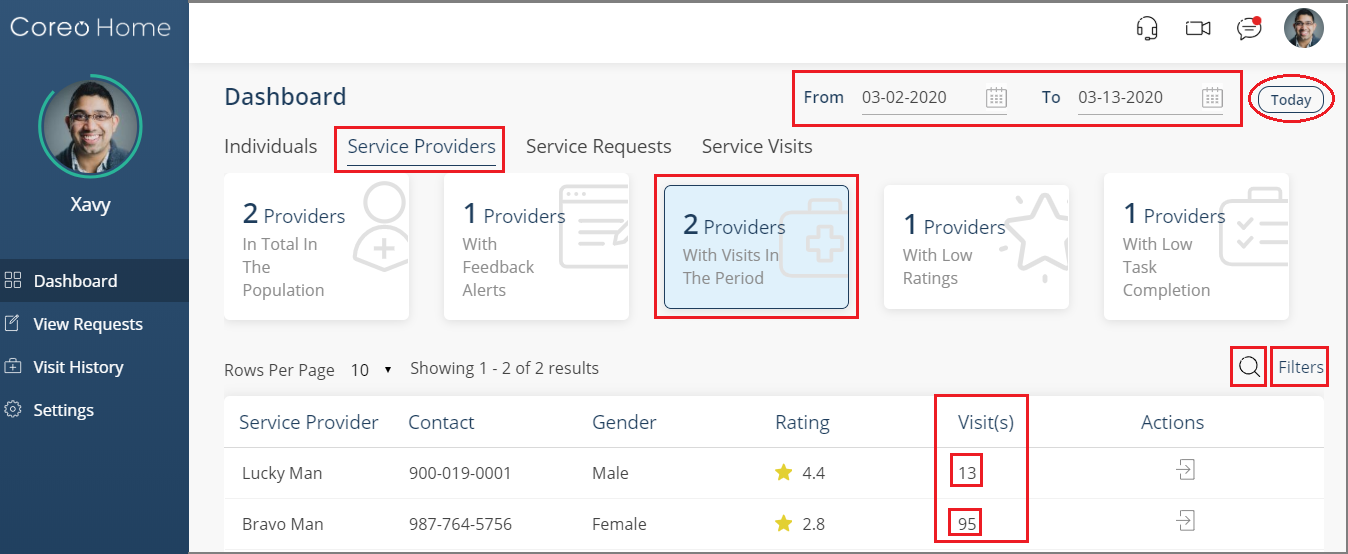 Coreo Home
Xavy
Dashboard
View Requests
Visit History
Settings
Dashboard
From 03-02-2020 To 03-13-2020 Today
Individuals Service Providers Service Requests Service Visits
2 Providers
In Total In
The
Population
1 Providers
With
Feedback
Alerts
2 Providers
With Visits In
The Period
1 Providers
With Low
Ratings
1 Providers
With Low
Task
Completion
Rows Per Page 10 Showing 1 - 2 of 2 results Filters
Service Provider Contact Gender Rating Visit(s) Actions
Lucky Man 900-019-0001 Male 4.4 13
Bravo Man 987-764-5756 Female 2.8 95